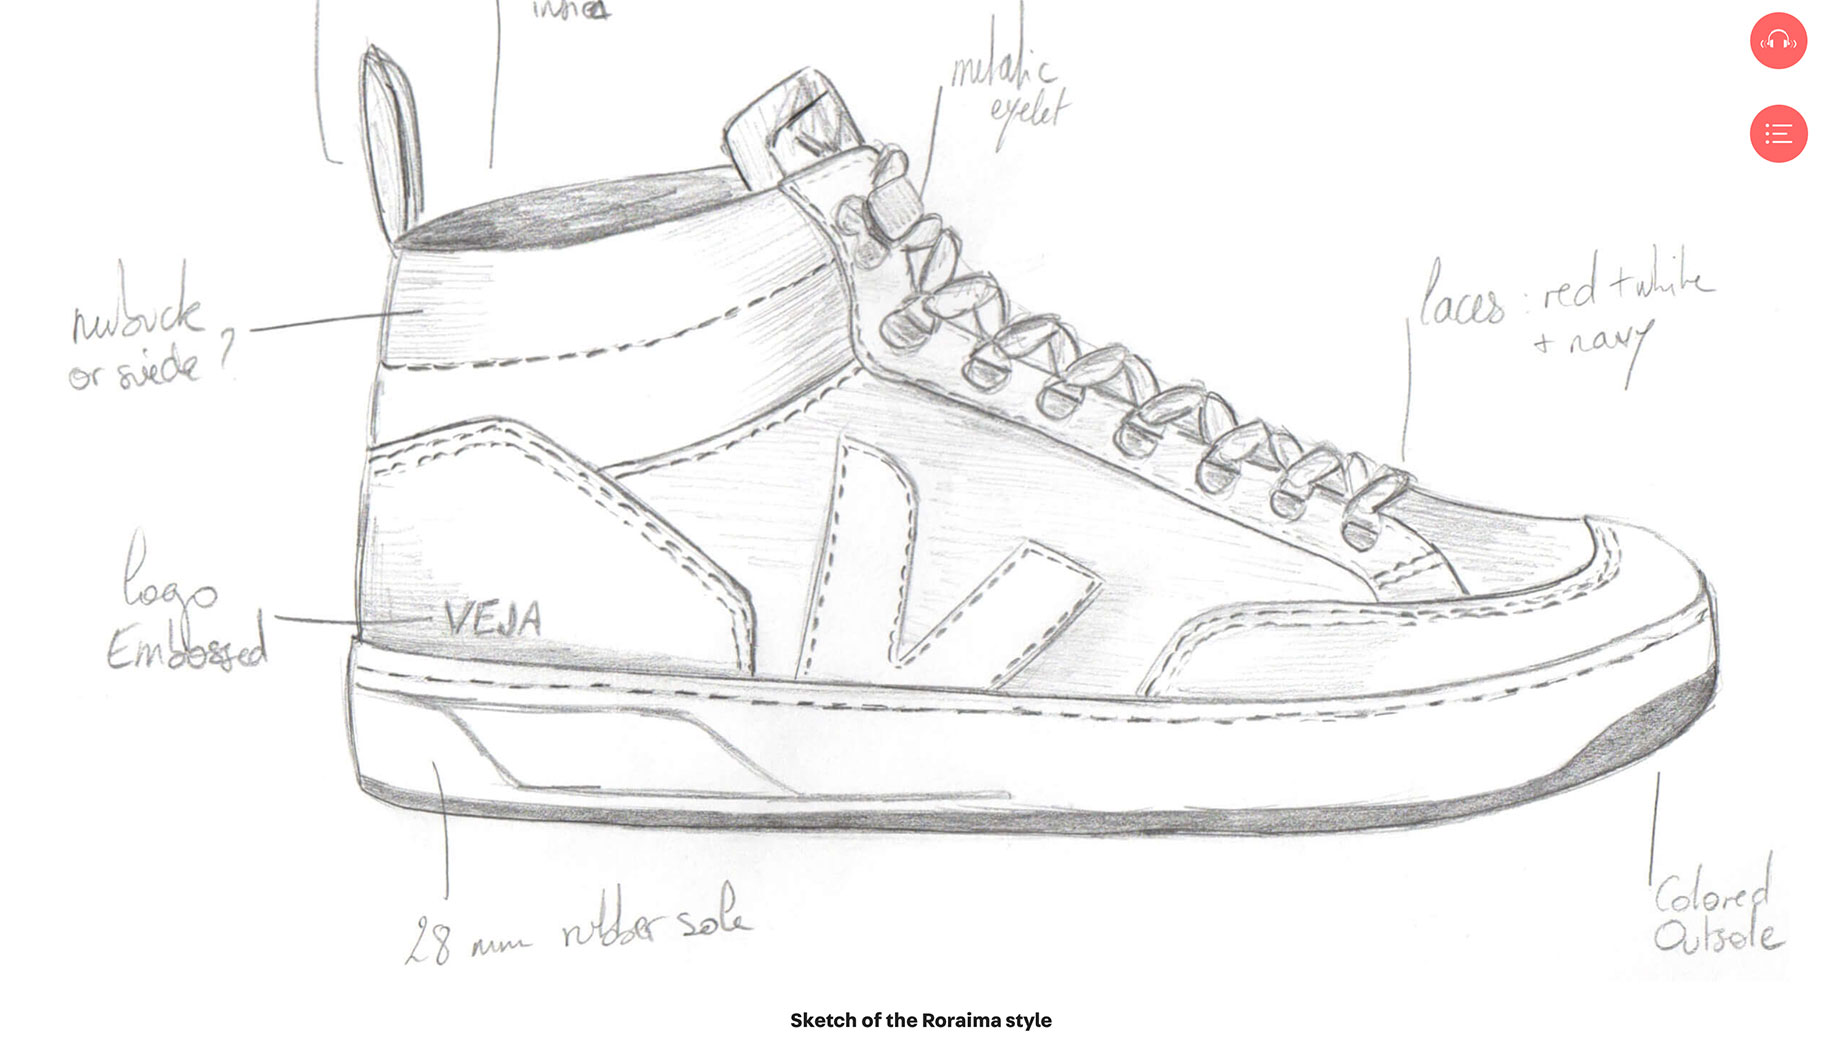 metalic
eyelet
nubuck
or suede ?
laces : red + white
+ navy
logo
Embossed
VEJA
V
28 mm rubber sole
Colored
Outsole
Sketch of the Roraima style